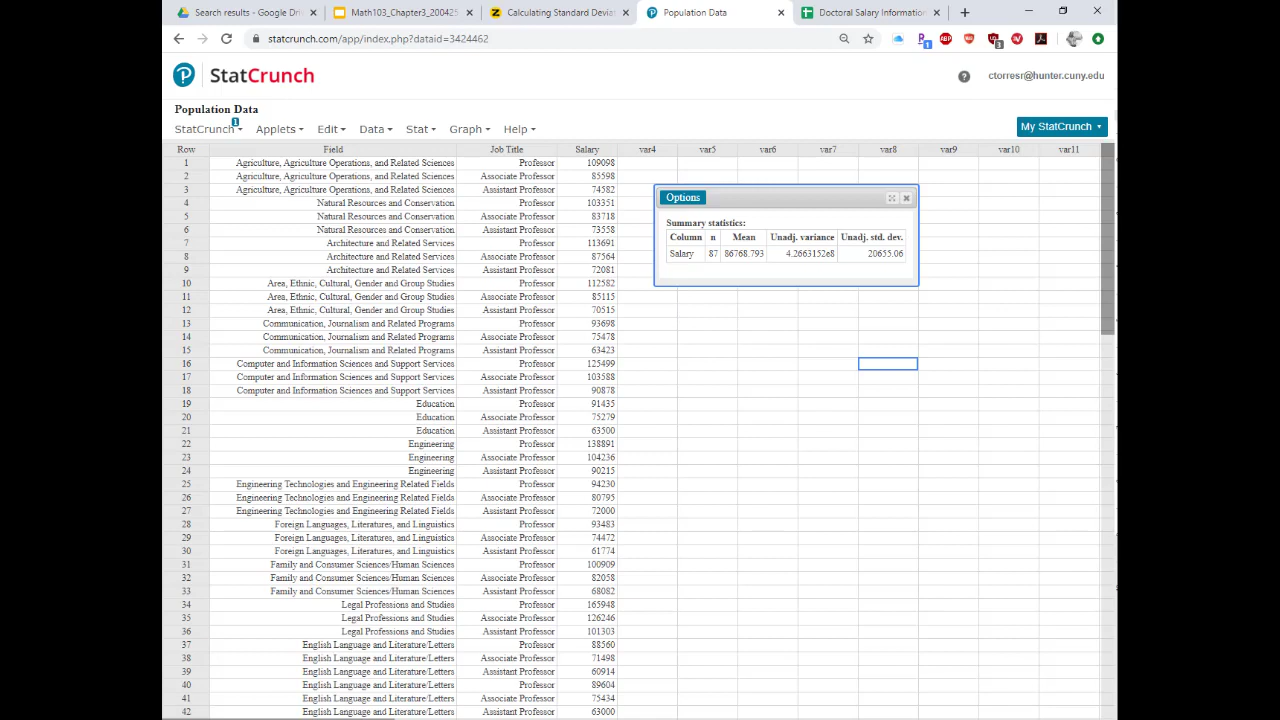 Search results - Google Dri
Math103_Chapter3_200425
Calculating Standard Deviat
Population Data
Doctoral Salary Information
statcrunch.com/app/index.php?dataid=3424462
StatCrunch
ctorresr@hunter.cuny.edu
Population Data
StatCrunch 1 Applets Edit Data Stat Graph Help
My StatCrunch
Row Field Job Title Salary var4 var5 var6 var7 var8 var9 var10 var11
1 Agriculture, Agriculture Operations, and Related Sciences Professor 109098
2 Agriculture, Agriculture Operations, and Related Sciences Associate Professor 85598
3 Agriculture, Agriculture Operations, and Related Sciences Assistant Professor 74582
4 Natural Resources and Conservation Professor 103351
5 Natural Resources and Conservation Associate Professor 83718
6 Natural Resources and Conservation Assistant Professor 73558
7 Architecture and Related Services Professor 113691
8 Architecture and Related Services Associate Professor 87564
9 Architecture and Related Services Assistant Professor 72081
10 Area, Ethnic, Cultural, Gender and Group Studies Professor 112582
11 Area, Ethnic, Cultural, Gender and Group Studies Associate Professor 85115
12 Area, Ethnic, Cultural, Gender and Group Studies Assistant Professor 70515
13 Communication, Journalism and Related Programs Professor 93698
14 Communication, Journalism and Related Programs Associate Professor 75478
15 Communication, Journalism and Related Programs Assistant Professor 63423
16 Computer and Information Sciences and Support Services Professor 125499
17 Computer and Information Sciences and Support Services Associate Professor 103588
18 Computer and Information Sciences and Support Services Assistant Professor 90878
19 Education Professor 91435
20 Education Associate Professor 75279
21 Education Assistant Professor 63500
22 Engineering Professor 138891
23 Engineering Associate Professor 104236
24 Engineering Assistant Professor 90215
25 Engineering Technologies and Engineering Related Fields Professor 94230
26 Engineering Technologies and Engineering Related Fields Associate Professor 80795
27 Engineering Technologies and Engineering Related Fields Assistant Professor 72000
28 Foreign Languages, Literatures, and Linguistics Professor 93483
29 Foreign Languages, Literatures, and Linguistics Associate Professor 74472
30 Foreign Languages, Literatures, and Linguistics Assistant Professor 61774
31 Family and Consumer Sciences/Human Sciences Professor 100909
32 Family and Consumer Sciences/Human Sciences Associate Professor 82058
33 Family and Consumer Sciences/Human Sciences Assistant Professor 68082
34 Legal Professions and Studies Professor 165948
35 Legal Professions and Studies Associate Professor 126246
36 Legal Professions and Studies Assistant Professor 101303
37 English Language and Literature/Letters Professor 88560
38 English Language and Literature/Letters Associate Professor 71498
39 English Language and Literature/Letters Assistant Professor 60914
40 English Language and Literature/Letters Professor 89604
41 English Language and Literature/Letters Associate Professor 75434
42 English Language and Literature/Letters Assistant Professor 63000
Options
Summary statistics:
Column n Mean Unadj. variance Unadj. std. dev.
Salary 87 86768.793 4.2663152e8 20655.06